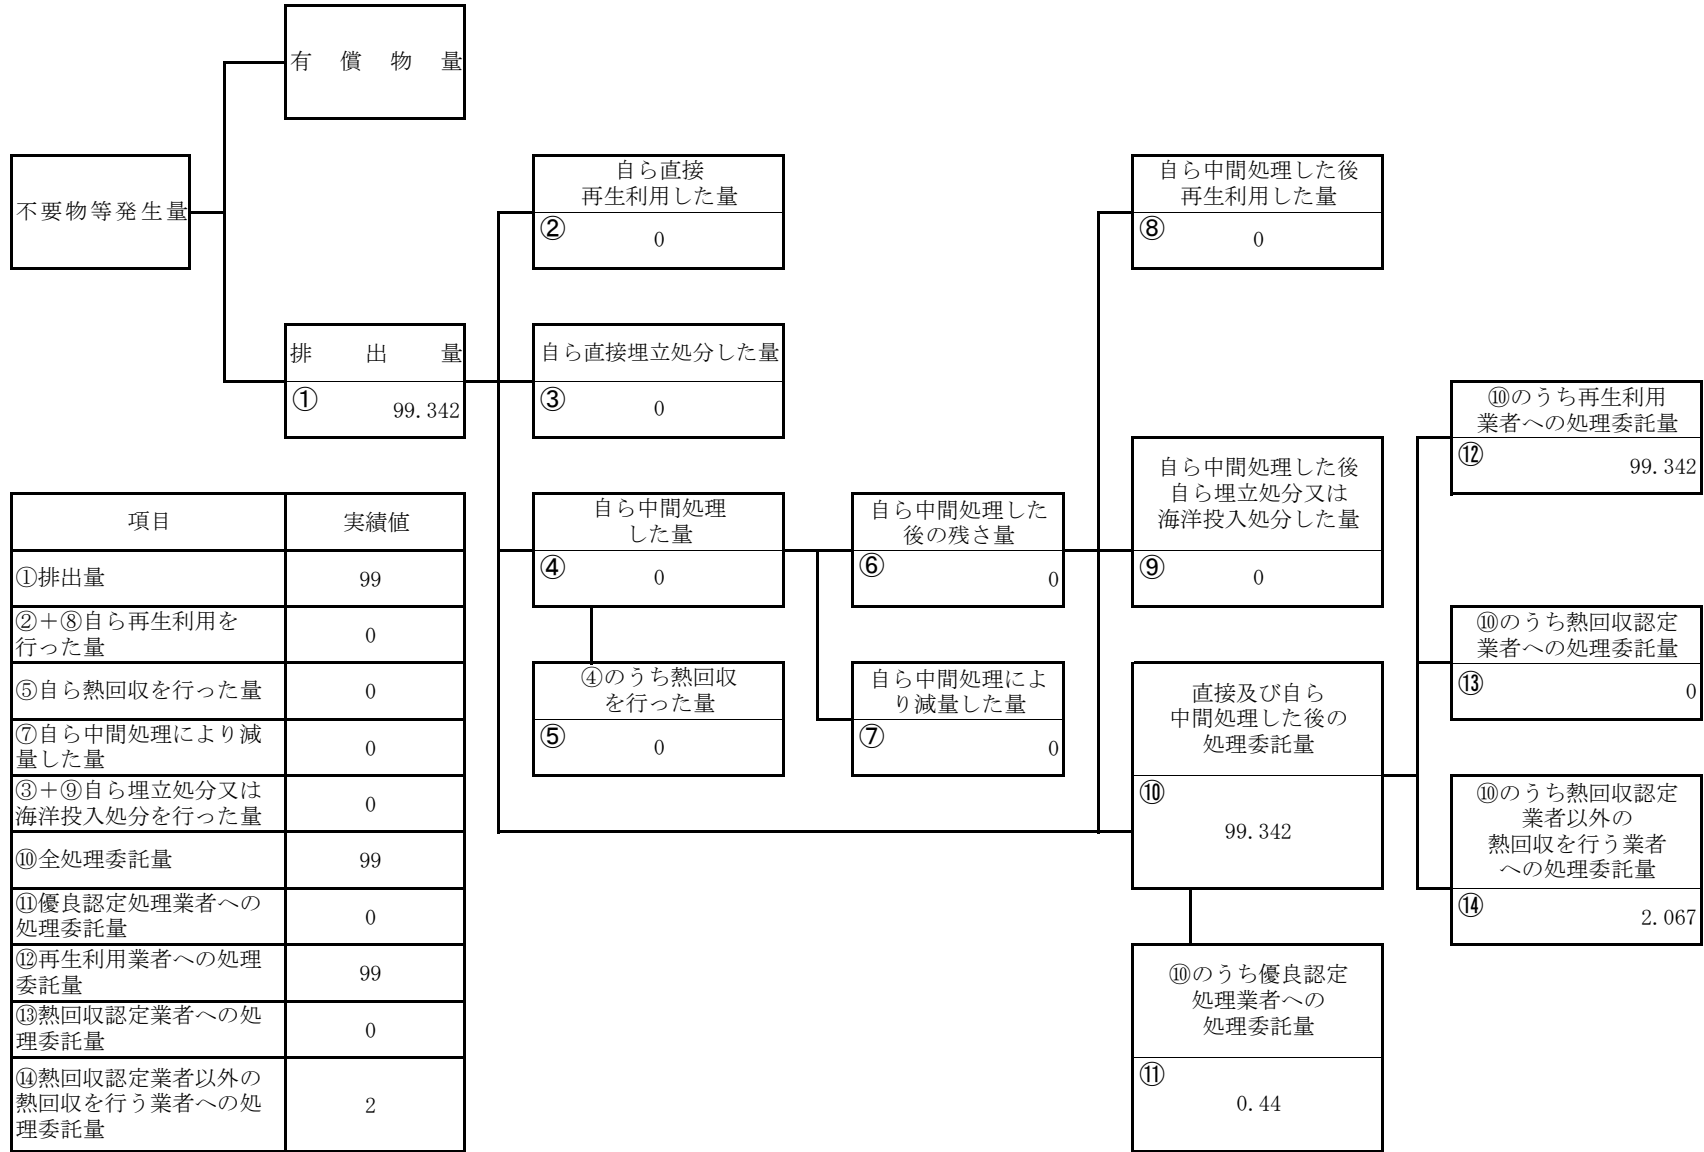 有償物量
不要物等発生量
排出量
①
99.342
自ら直接
再生利用した量
②
0
自ら直接埋立処分した量
③
0
自ら中間処理
した量
④
0
④のうち熱回収
を行った量
⑤
0
自ら中間処理した
後の残さ量
⑥
0
自ら中間処理によ
り減量した量
⑦
0
自ら中間処理した後
再生利用した量
⑧
0
自ら中間処理した後
自ら埋立処分又は
海洋投入処分した量
⑨
0
直接及び自ら
中間処理した後の
処理委託量
⑩
99.342
⑩のうち優良認定
処理業者への
処理委託量
⑪
0.44
⑩のうち再生利用
業者への処理委託量
⑫
99.342
⑩のうち熱回収認定
業者への処理委託量
⑬
0
⑩のうち熱回収認定
業者以外の
熱回収を行う業者
への処理委託量
⑭
2.067
項目 実績値
①排出量 99
②＋⑧自ら再生利用を
行った量 0
⑤自ら熱回収を行った量 0
⑦自ら中間処理により減
量した量 0
③＋⑨自ら埋立処分又は
海洋投入処分を行った量 0
⑩全処理委託量 99
⑪優良認定処理業者への
処理委託量 0
⑫再生利用業者への処理
委託量 99
⑬熱回収認定業者への処
理委託量 0
⑭熱回収認定業者以外の
熱回収を行う業者への処
理委託量 2